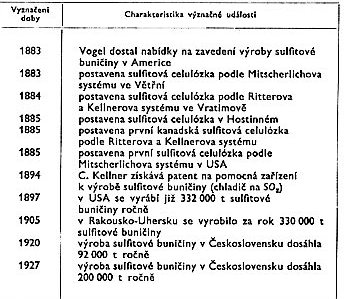 Vyznačení
doby
Charakteristika význačné události
1883 Vogel dostal nabídky na zavedení výroby sulfitové
buničiny v Americe
1883 postavena sulfitová celulózka podle Mitscherlichova
systému ve Větřní
1884 postavena sulfitová celulózka podle Ritterova
a Kellnerova systému ve Vratimově
1885 postavena sulfitová celulózka v Hostinném
1885 postavena první kanadská sulfitová celulózka
podle Ritterova a Kellnerova systému
1885 postavena první sulfitová celulózka podle
Mitscherlichova systému v USA
1894 C. Kellner získává patent na pomocná zařízení
k výrobě sulfitové buničiny (chladič na SO₂)
1897 v USA se vyrábí již 332 000 t sulfitové
buničiny ročně
1905 v Rakousko-Uhersku se vyrobilo za rok 330 000 t
sulfitové buničiny
1920 výroba sulfitové buničiny v Československu dosáhla
92 000 t ročně
1927 výroba sulfitové buničiny v Československu dosáhla
200 000 t ročně